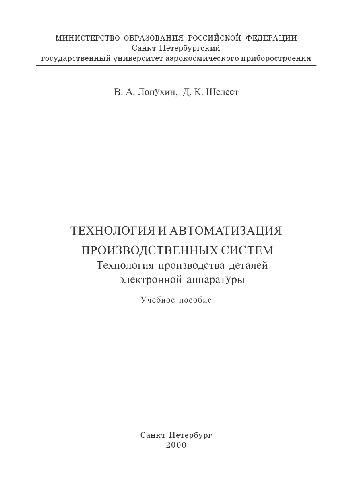 МИНИСТЕРСТВО ОБРАЗОВАНИЯ РОССИЙСКОЙ ФЕДЕРАЦИИ
Санкт-Петербургский
государственный университет аэрокосмического приборостроения
В. А. Лопухин, Д. К. Шелест
ТЕХНОЛОГИЯ И АВТОМАТИЗАЦИЯ
ПРОИЗВОДСТВЕННЫХ СИСТЕМ
Технология производства деталей
электронной аппаратуры
Учебное пособие
Санкт-Петербург
2000